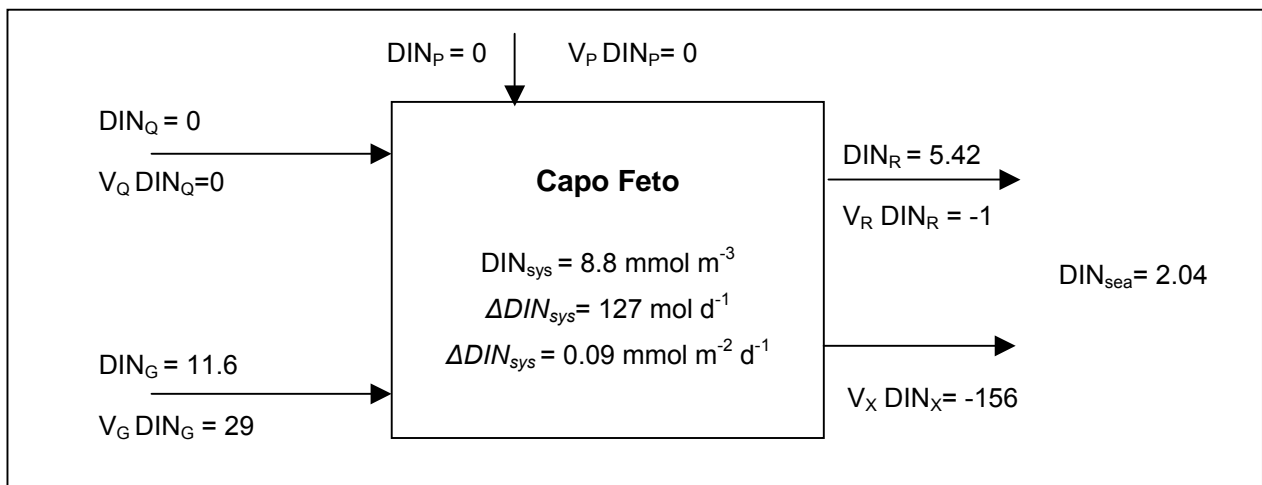 DIN_P = 0
V_P DIN_P= 0
DIN_Q = 0
V_Q DIN_Q=0
Capo Feto
DIN_R = 5.42
V_R DIN_R = -1
DIN_sys = 8.8 mmol m^-3
ΔDIN_sys= 127 mol d^-1
ΔDIN_sys = 0.09 mmol m^-2 d^-1
DIN_sea= 2.04
DIN_G = 11.6
V_G DIN_G = 29
V_X DIN_X= -156